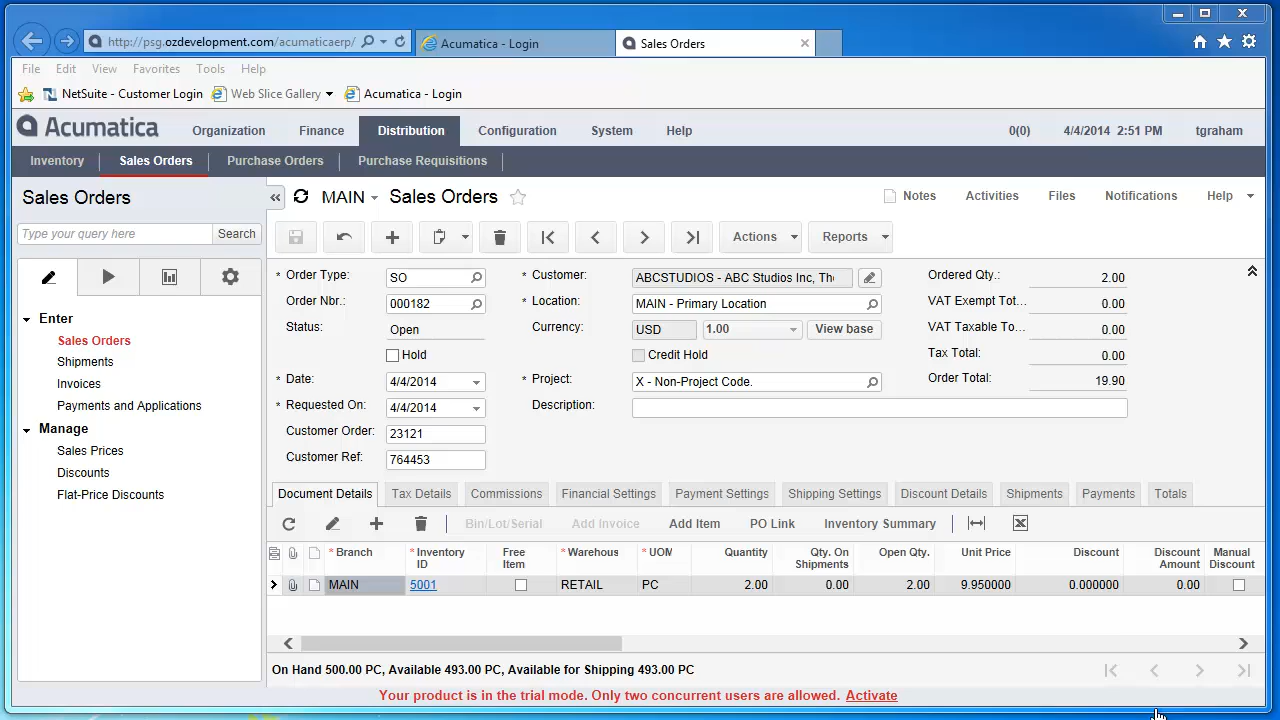 http://psg.ozdevelopment.com/acumaticaerp/
Acumatica - Login
Sales Orders
File Edit View Favorites Tools Help
NetSuite - Customer Login Web Slice Gallery Acumatica - Login
Acumatica Organization Finance Distribution Configuration System Help 0(0) 4/4/2014 2:51 PM tgraham
Inventory Sales Orders Purchase Orders Purchase Requisitions
Sales Orders
MAIN Sales Orders
Notes Activities Files Notifications Help
Type your query here Search
Actions Reports
Enter
Sales Orders
Shipments
Invoices
Payments and Applications
Manage
Sales Prices
Discounts
Flat-Price Discounts
* Order Type: SO * Customer: ABCSTUDIOS - ABC Studios Inc, The Ordered Qty.: 2.00
Order Nbr.: 000182 * Location: MAIN - Primary Location VAT Exempt Tot... 0.00
Status: Open Currency: USD 1.00 View base VAT Taxable To... 0.00
Hold Credit Hold Tax Total: 0.00
* Date: 4/4/2014 * Project: X - Non-Project Code. Order Total: 19.90
* Requested On: 4/4/2014 Description:
Customer Order: 23121
Customer Ref: 764453
Document Details Tax Details Commissions Financial Settings Payment Settings Shipping Settings Discount Details Shipments Payments Totals
Bin/Lot/Serial Add Invoice Add Item PO Link Inventory Summary
* Branch * Inventory ID Free Item * Warehous * UOM Quantity Qty. On Shipments Open Qty. Unit Price Discount Discount Amount Manual Discount
MAIN 5001 RETAIL PC 2.00 0.00 2.00 9.950000 0.000000 0.00
On Hand 500.00 PC, Available 493.00 PC, Available for Shipping 493.00 PC
Your product is in the trial mode. Only two concurrent users are allowed. Activate